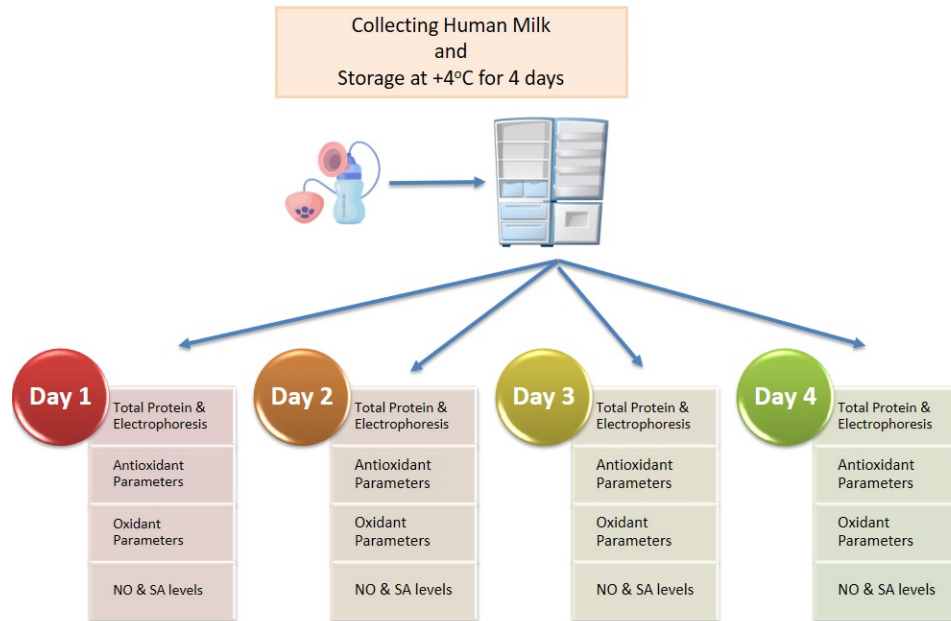 Collecting Human Milk
and
Storage at +4°C for 4 days
Day 1
Total Protein &
Electrophoresis
Antioxidant
Parameters
Oxidant
Parameters
NO & SA levels
Day 2
Total Protein &
Electrophoresis
Antioxidant
Parameters
Oxidant
Parameters
NO & SA levels
Day 3
Total Protein &
Electrophoresis
Antioxidant
Parameters
Oxidant
Parameters
NO & SA levels
Day 4
Total Protein &
Electrophoresis
Antioxidant
Parameters
Oxidant
Parameters
NO & SA levels